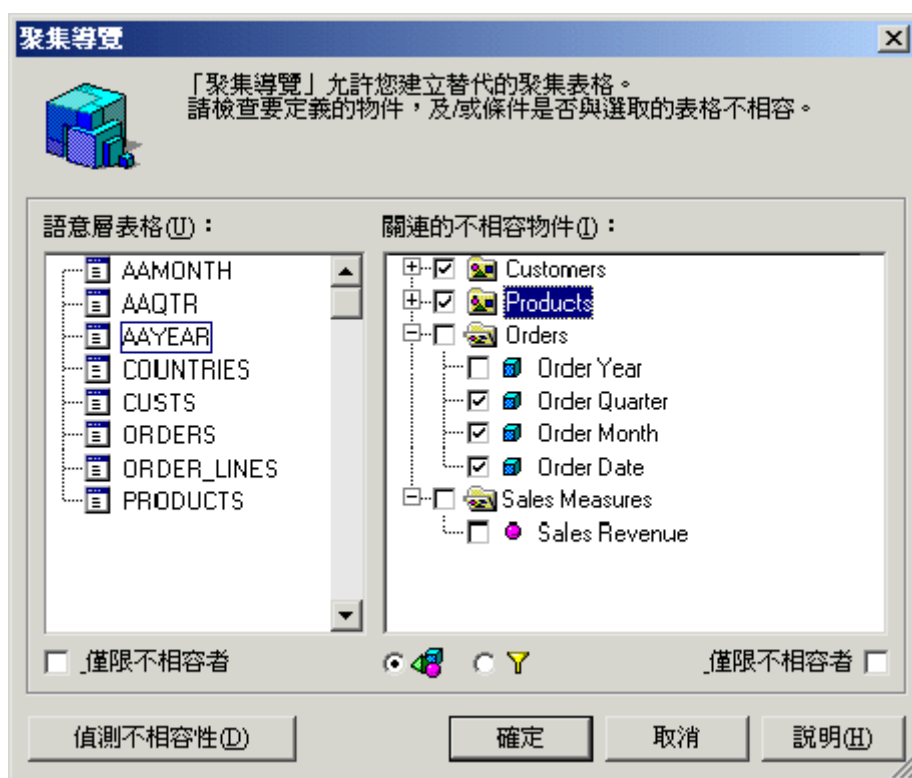 聚集導覽
「聚集導覽」允許您建立替代的聚集表格。
請檢查要定義的物件，及/或條件是否與選取的表格不相容。
語意層表格(U)：
AAMONTH
AAQTR
AAYEAR
COUNTRIES
CUSTS
ORDERS
ORDER_LINES
PRODUCTS
關連的不相容物件(I)：
Customers
Products
Orders
Order Year
Order Quarter
Order Month
Order Date
Sales Measures
Sales Revenue
_僅限不相容者
_僅限不相容者
偵測不相容性(D)
確定
取消
說明(H)